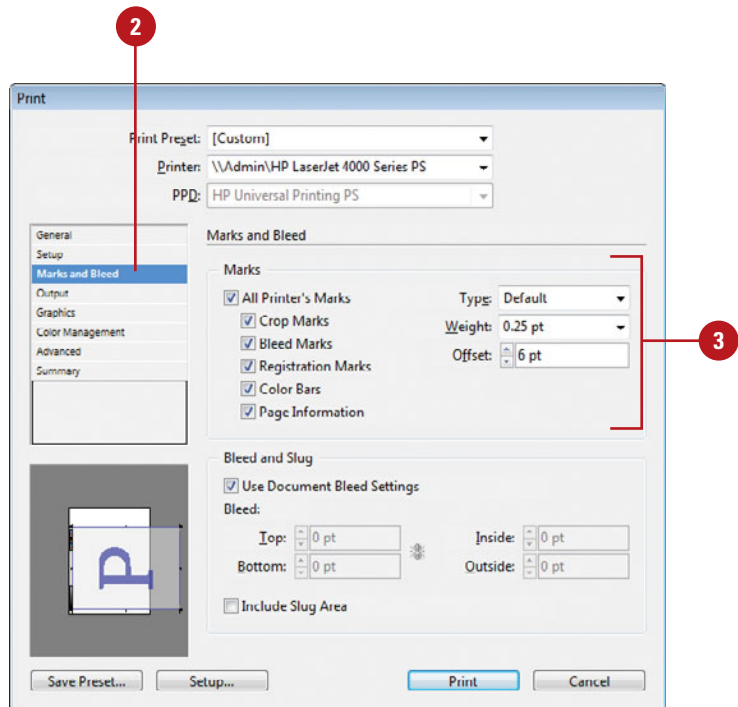 2
Print
Print Preset: [Custom]
Printer: \\Admin\HP LaserJet 4000 Series PS
PPD: HP Universal Printing PS
General
Setup
Marks and Bleed
Output
Graphics
Color Management
Advanced
Summary
Marks and Bleed
Marks
All Printer's Marks
Crop Marks
Bleed Marks
Registration Marks
Color Bars
Page Information
Type: Default
Weight: 0.25 pt
Offset: 6 pt
3
Bleed and Slug
Use Document Bleed Settings
Bleed:
Top: 0 pt
Bottom: 0 pt
Inside: 0 pt
Outside: 0 pt
Include Slug Area
P
Save Preset...
Setup...
Print
Cancel